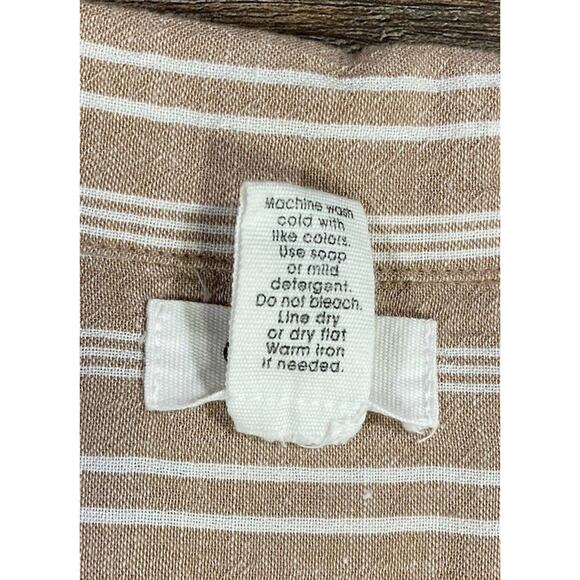 Machine wash
cold with
like colors.
Use soap
or mild
detergent.
Do not bleach.
Line dry
or dry flat
Warm iron
if needed.